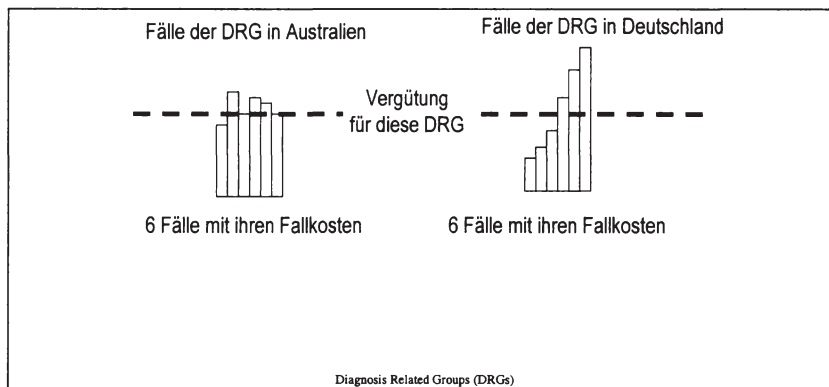 Fälle der DRG in Australien
Fälle der DRG in Deutschland
Vergütung
für diese DRG
6 Fälle mit ihren Fallkosten
6 Fälle mit ihren Fallkosten
Diagnosis Related Groups (DRGs)